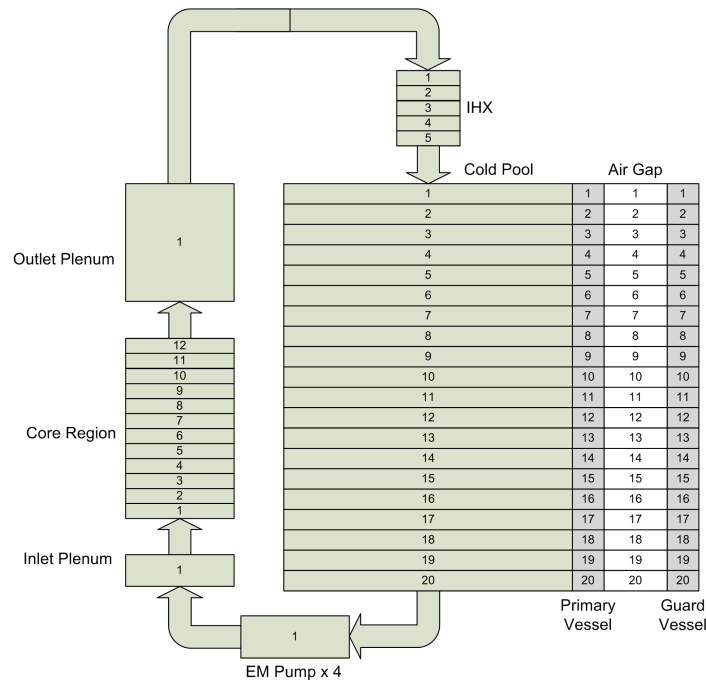 1
2
3
4
5
IHX
Cold Pool
Air Gap
1 1 1 1
2 2 2 2
3 3 3 3
4 4 4 4
5 5 5 5
6 6 6 6
7 7 7 7
8 8 8 8
9 9 9 9
10 10 10 10
11 11 11 11
12 12 12 12
13 13 13 13
14 14 14 14
15 15 15 15
16 16 16 16
17 17 17 17
18 18 18 18
19 19 19 19
20 20 20 20
Primary
Vessel
Guard
Vessel
Outlet Plenum
1
12
11
10
9
8
7
6
5
4
3
2
1
Core Region
Inlet Plenum
1
1
EM Pump x 4